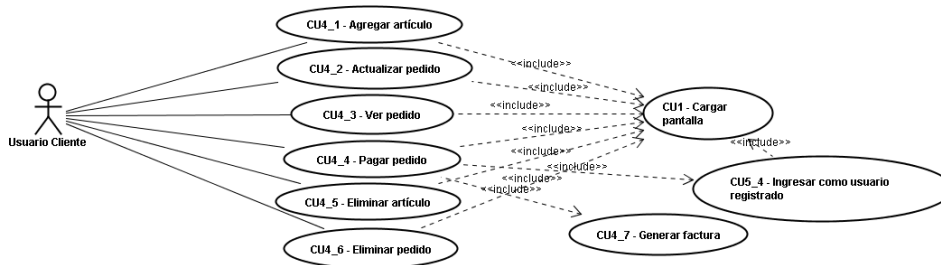 CU4_1 - Agregar artículo
<<include>>
CU4_2 - Actualizar pedido
<<include>>
CU4_3 - Ver pedido
<<include>>
CU1 - Cargar
pantalla
Usuario Cliente
<<include>>
<<include>>
CU4_4 - Pagar pedido
<<include>>
<<include>>
<<include>>
<<include>>
CU5_4 - Ingresar como usuario
registrado
CU4_5 - Eliminar artículo
CU4_7 - Generar factura
CU4_6 - Eliminar pedido